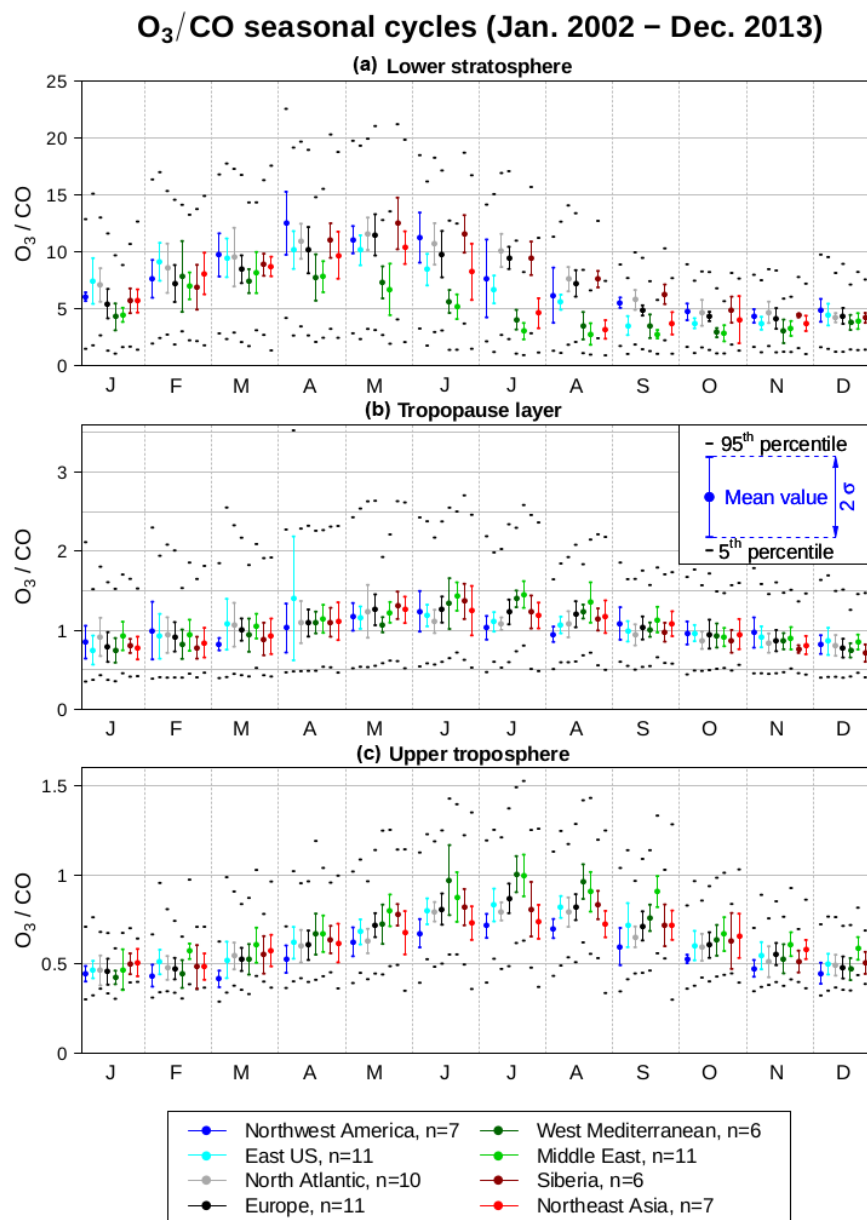 O₃/CO seasonal cycles (Jan. 2002 – Dec. 2013)
(a) Lower stratosphere
O₃ / CO
25
20
15
10
5
0
J F M A M J J A S O N D
(b) Tropopause layer
O₃ / CO
3
2
1
0
95th percentile
Mean value
2 σ
5th percentile
J F M A M J J A S O N D
(c) Upper troposphere
O₃ / CO
1.5
1
0.5
0
J F M A M J J A S O N D
Northwest America, n=7
East US, n=11
North Atlantic, n=10
Europe, n=11
West Mediterranean, n=6
Middle East, n=11
Siberia, n=6
Northeast Asia, n=7